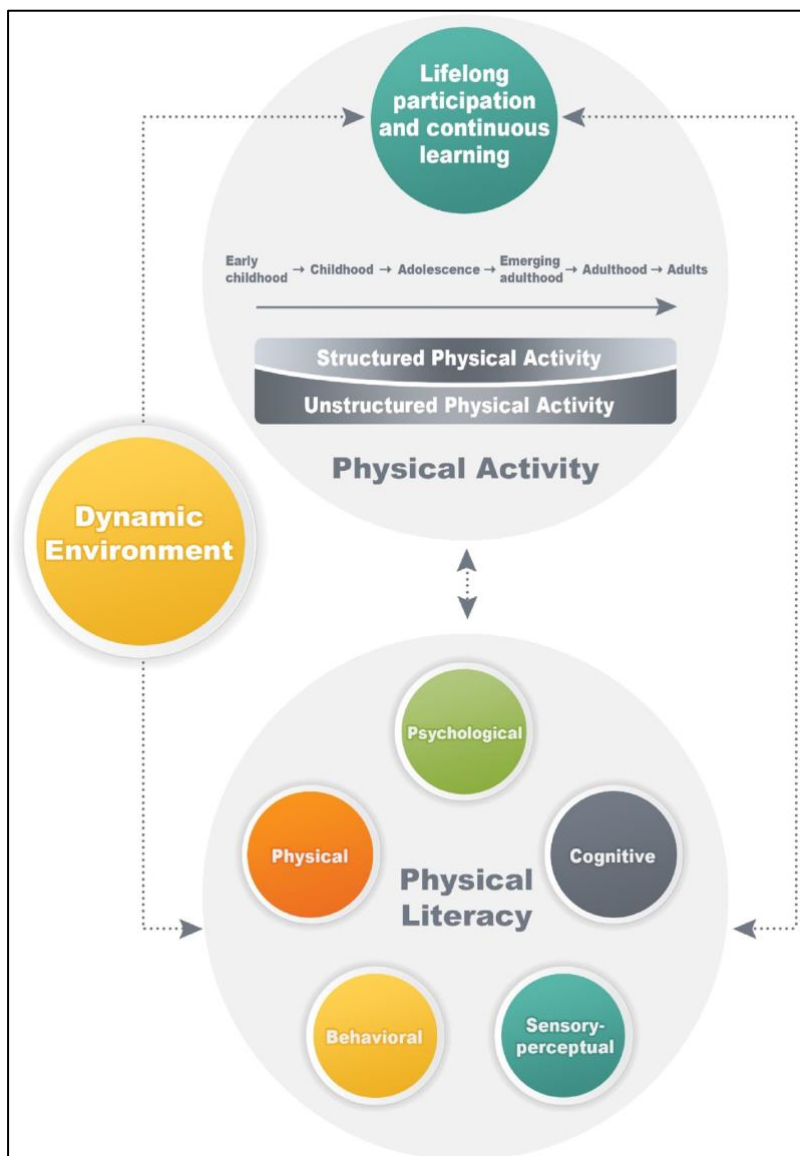 Lifelong
participation
and continuous
learning
Early
childhood → Childhood → Adolescence → Emerging
adulthood → Adulthood → Adults
Structured Physical Activity
Unstructured Physical Activity
Physical Activity
Dynamic
Environment
Psychological
Physical
Cognitive
Physical
Literacy
Behavioral
Sensory-
perceptual